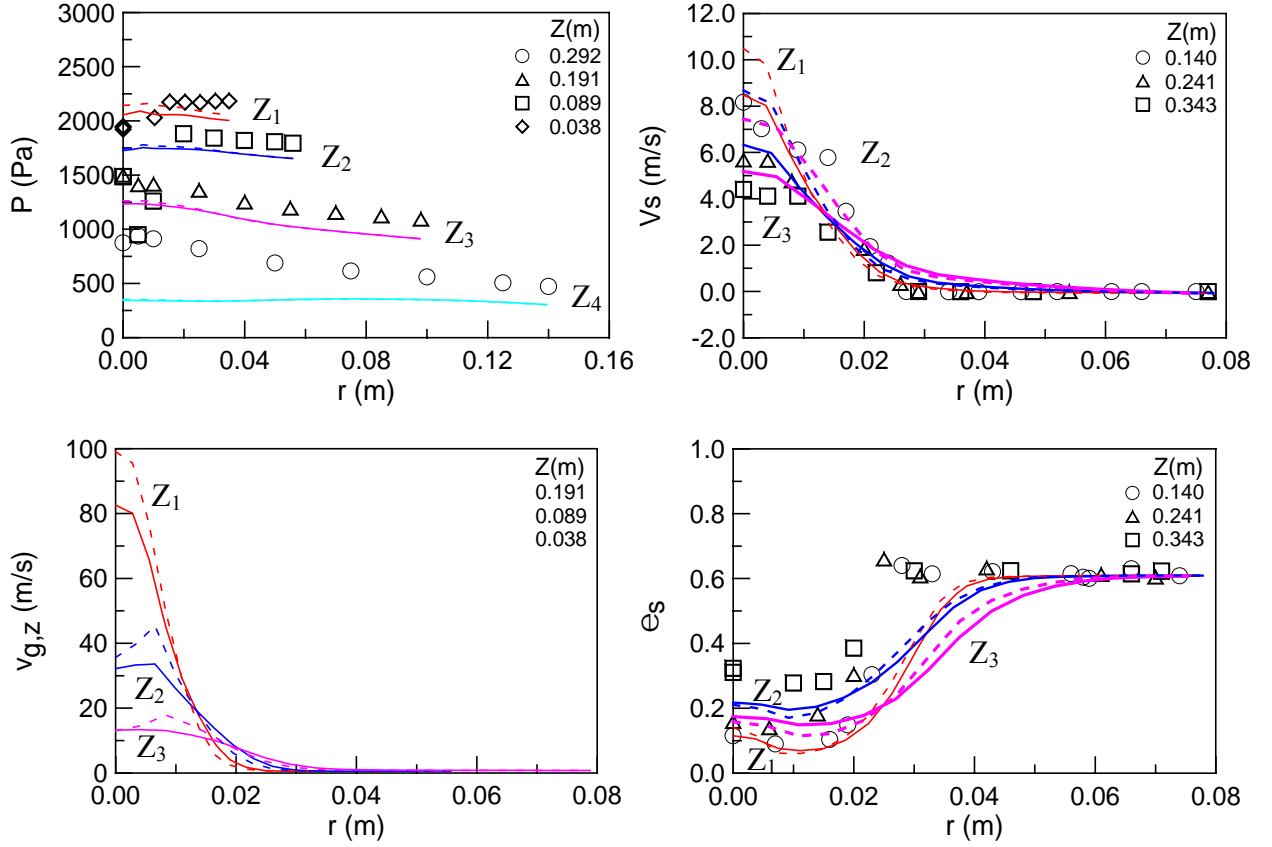 3000
2500
2000
1500
1000
500
0
P (Pa)
0.00 0.04 0.08 0.12 0.16
r (m)
Z(m)
0.292
0.191
0.089
0.038
Z1
Z2
Z3
Z4
12.0
10.0
8.0
6.0
4.0
2.0
0.0
-2.0
Vs (m/s)
0.00 0.02 0.04 0.06 0.08
r (m)
Z(m)
0.140
0.241
0.343
Z1
Z2
Z3
100
80
60
40
20
0
vg,z (m/s)
0.00 0.02 0.04 0.06 0.08
r (m)
Z(m)
0.191
0.089
0.038
Z1
Z2
Z3
1.0
0.8
0.6
0.4
0.2
0.0
es
0.00 0.02 0.04 0.06 0.08
r (m)
Z(m)
0.140
0.241
0.343
Z3
Z2
Z1